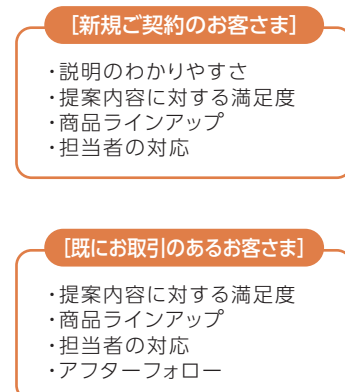 [新規ご契約のお客さま]
・説明のわかりやすさ
・提案内容に対する満足度
・商品ラインアップ
・担当者の対応
[既にお取引のあるお客さま]
・提案内容に対する満足度
・商品ラインアップ
・担当者の対応
・アフターフォロー